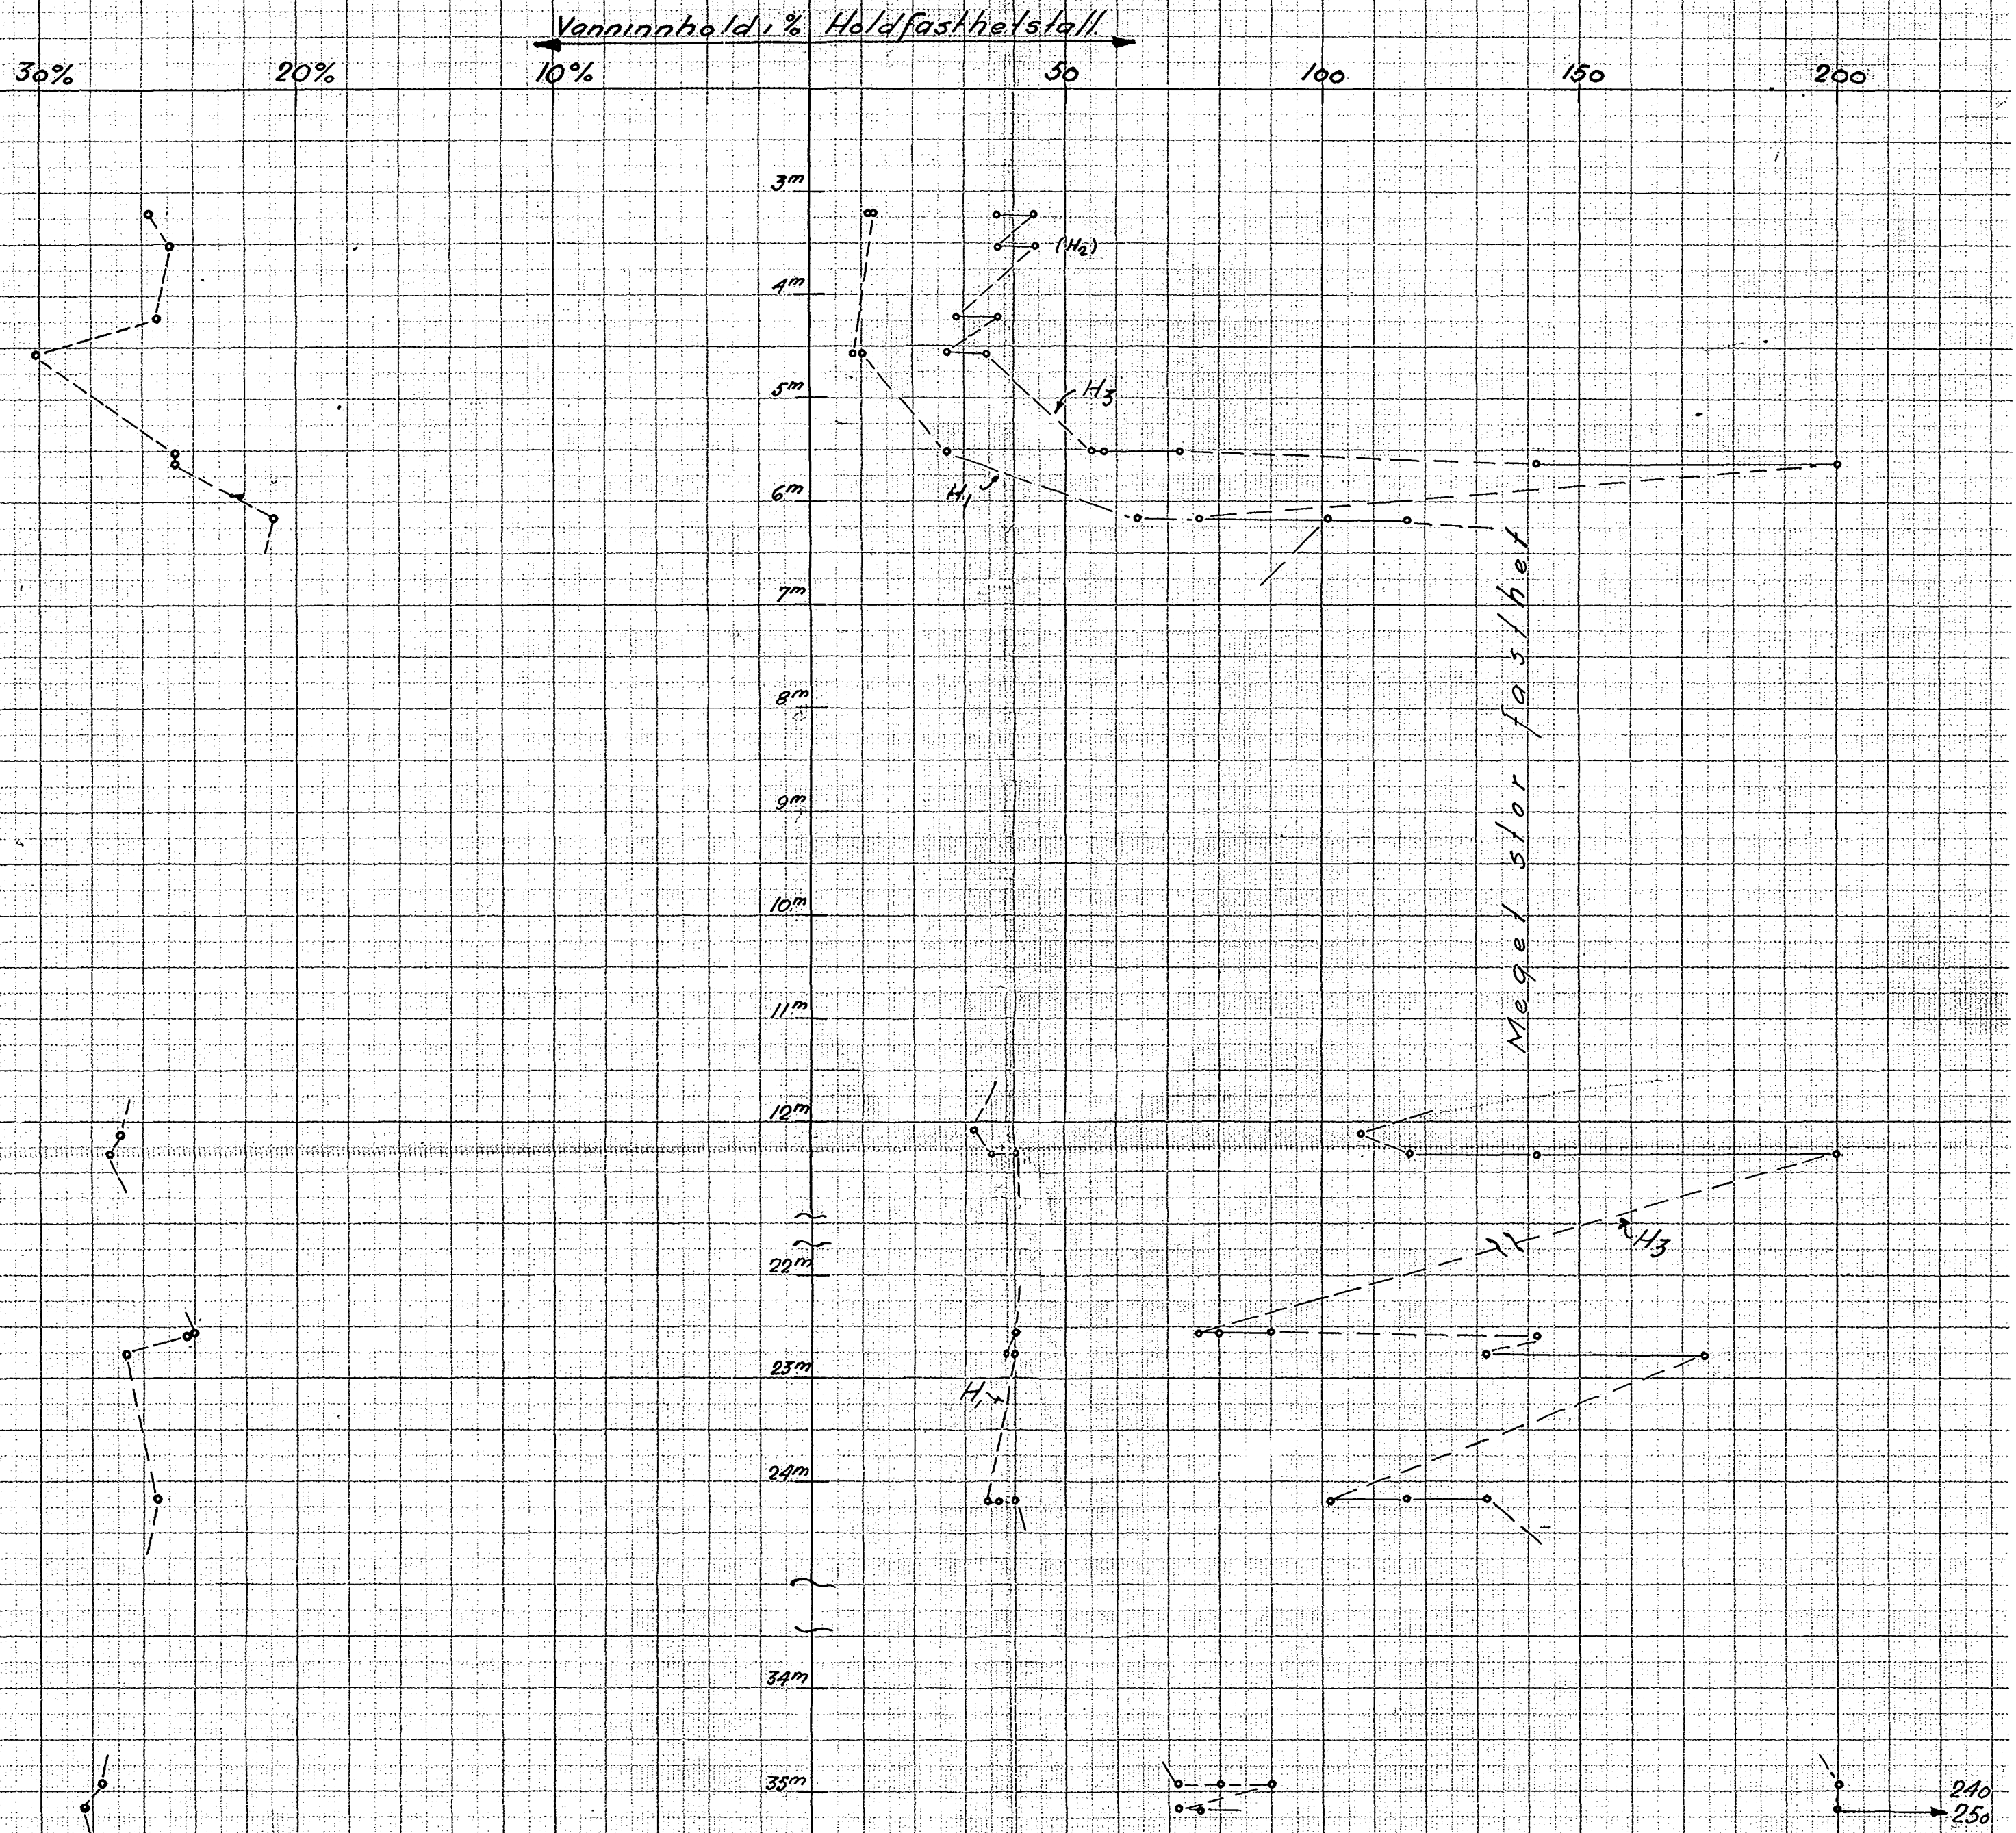 Vanninnhold i % Holdfasthetstall.
30% 20% 10% 50 100 150 200
3m
(H2)
4m
5m
H3
H1
6m
7m
Meget stor fasthet
8m
9m
10m
11m
12m
H3
22m
23m
H1
24m
34m
35m
240
250